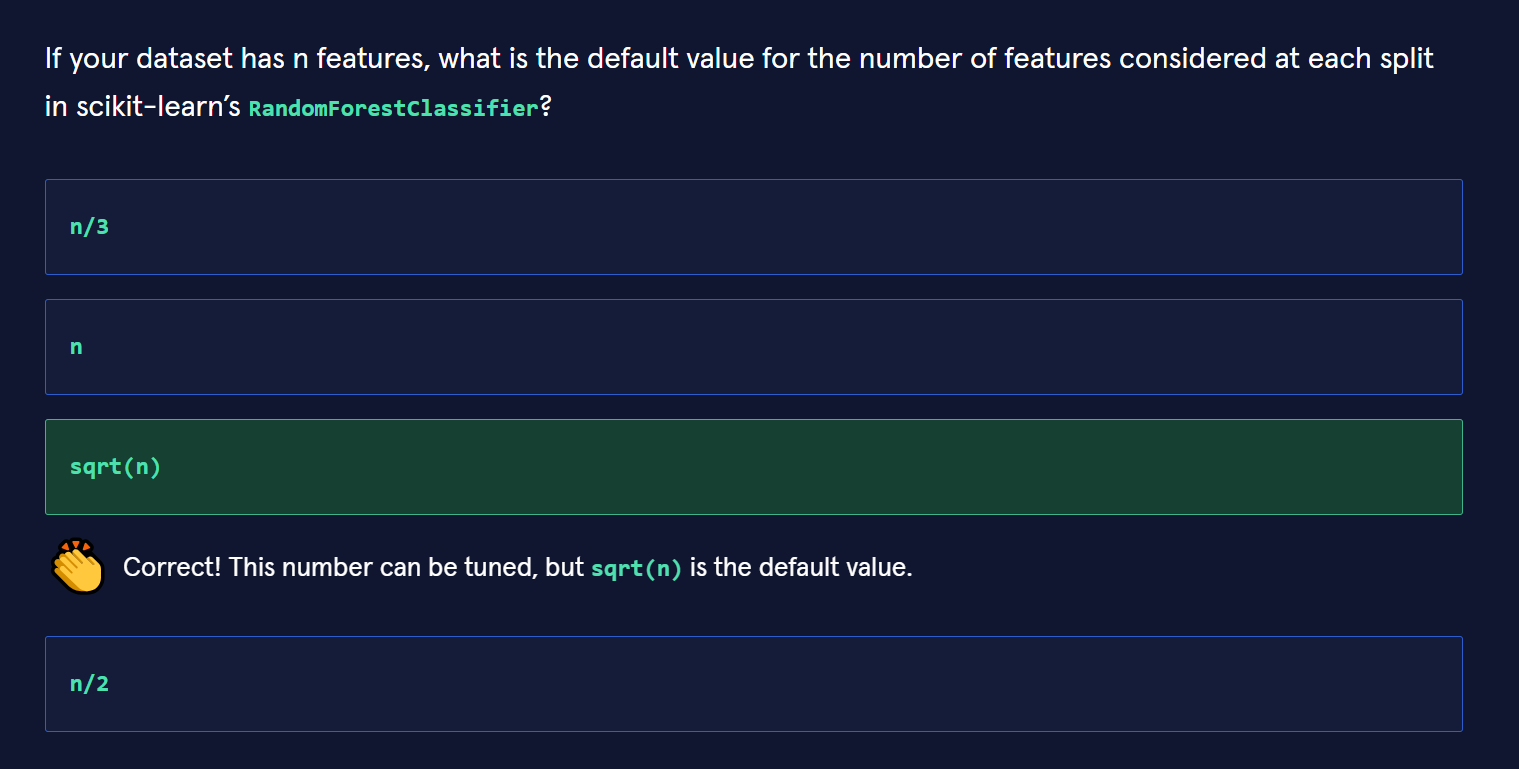 If your dataset has n features, what is the default value for the number of features considered at each split
in scikit-learn’s RandomForestClassifier?
n/3
n
sqrt(n)
Correct! This number can be tuned, but sqrt(n) is the default value.
n/2